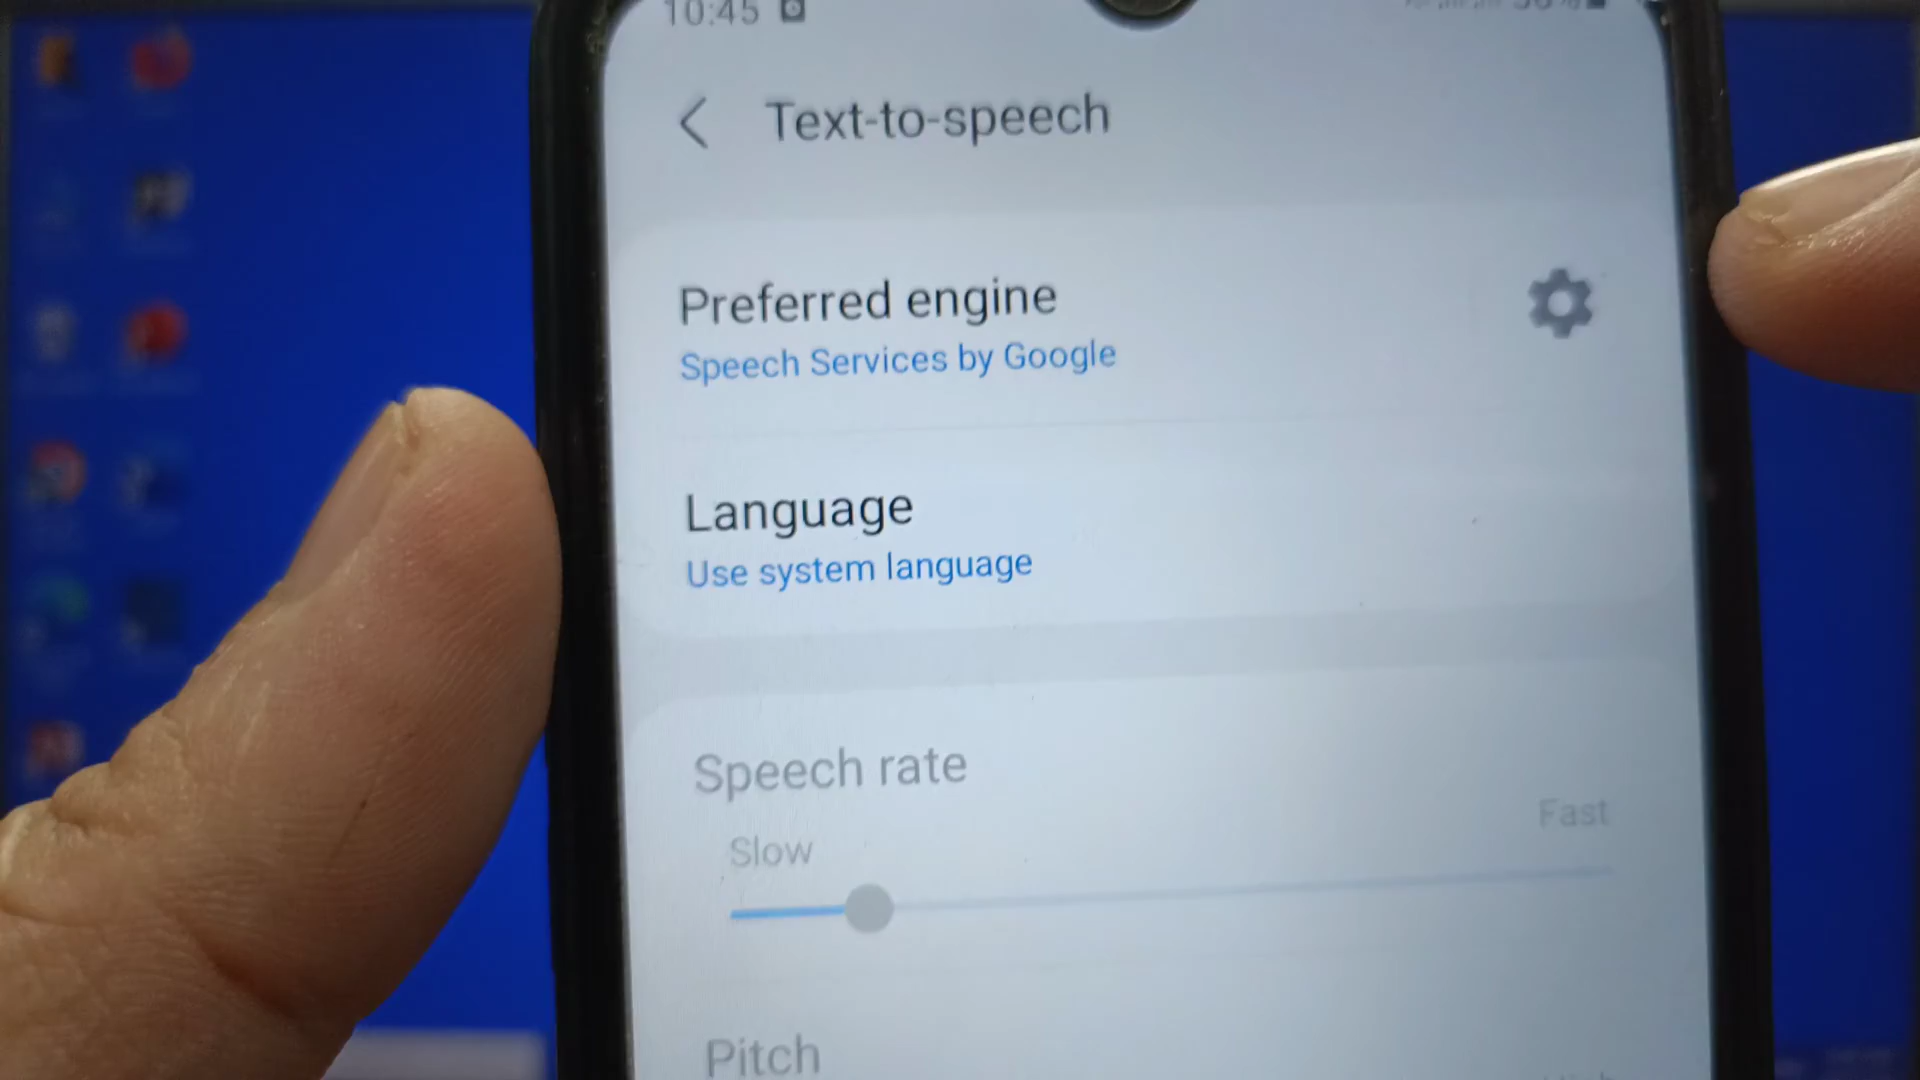 10:45
Text-to-speech
Preferred engine
Speech Services by Google
Language
Use system language
Speech rate
Slow
Fast
Pitch